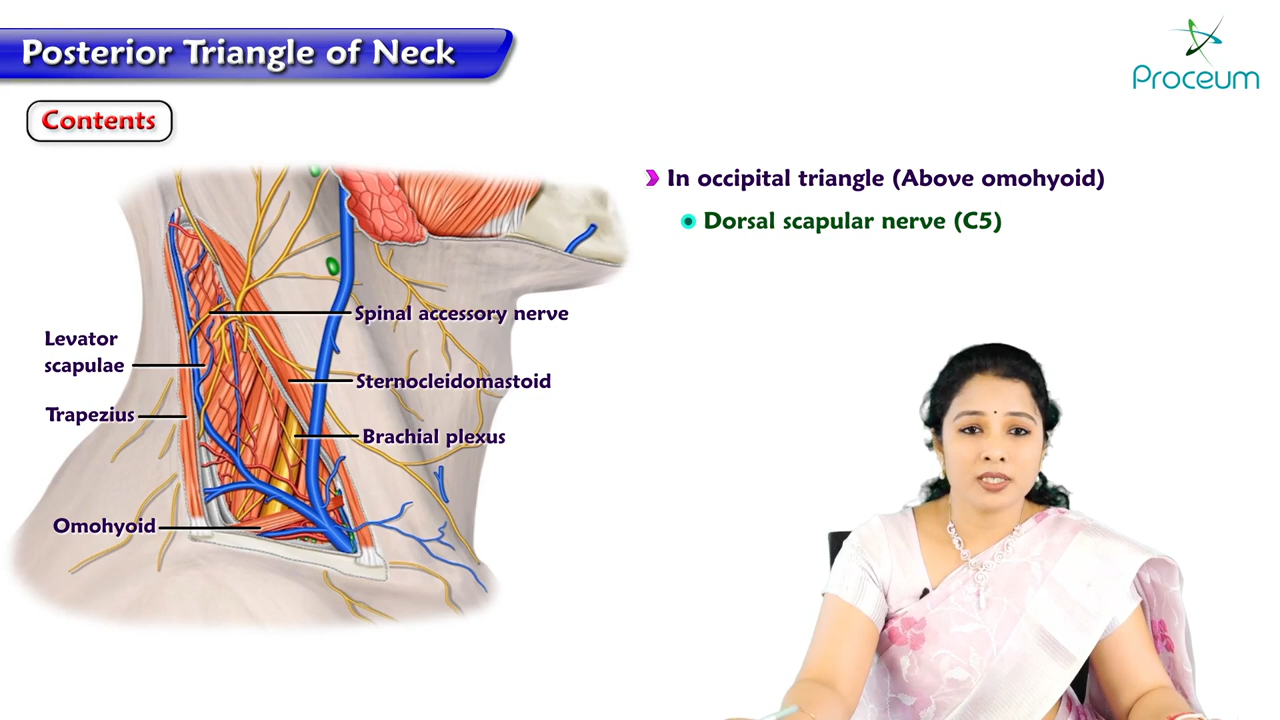 Posterior Triangle of Neck
Proceum
Contents
In occipital triangle (Above omohyoid)
Dorsal scapular nerve (C5)
Spinal accessory nerve
Levator
scapulae
Sternocleidomastoid
Trapezius
Brachial plexus
Omohyoid